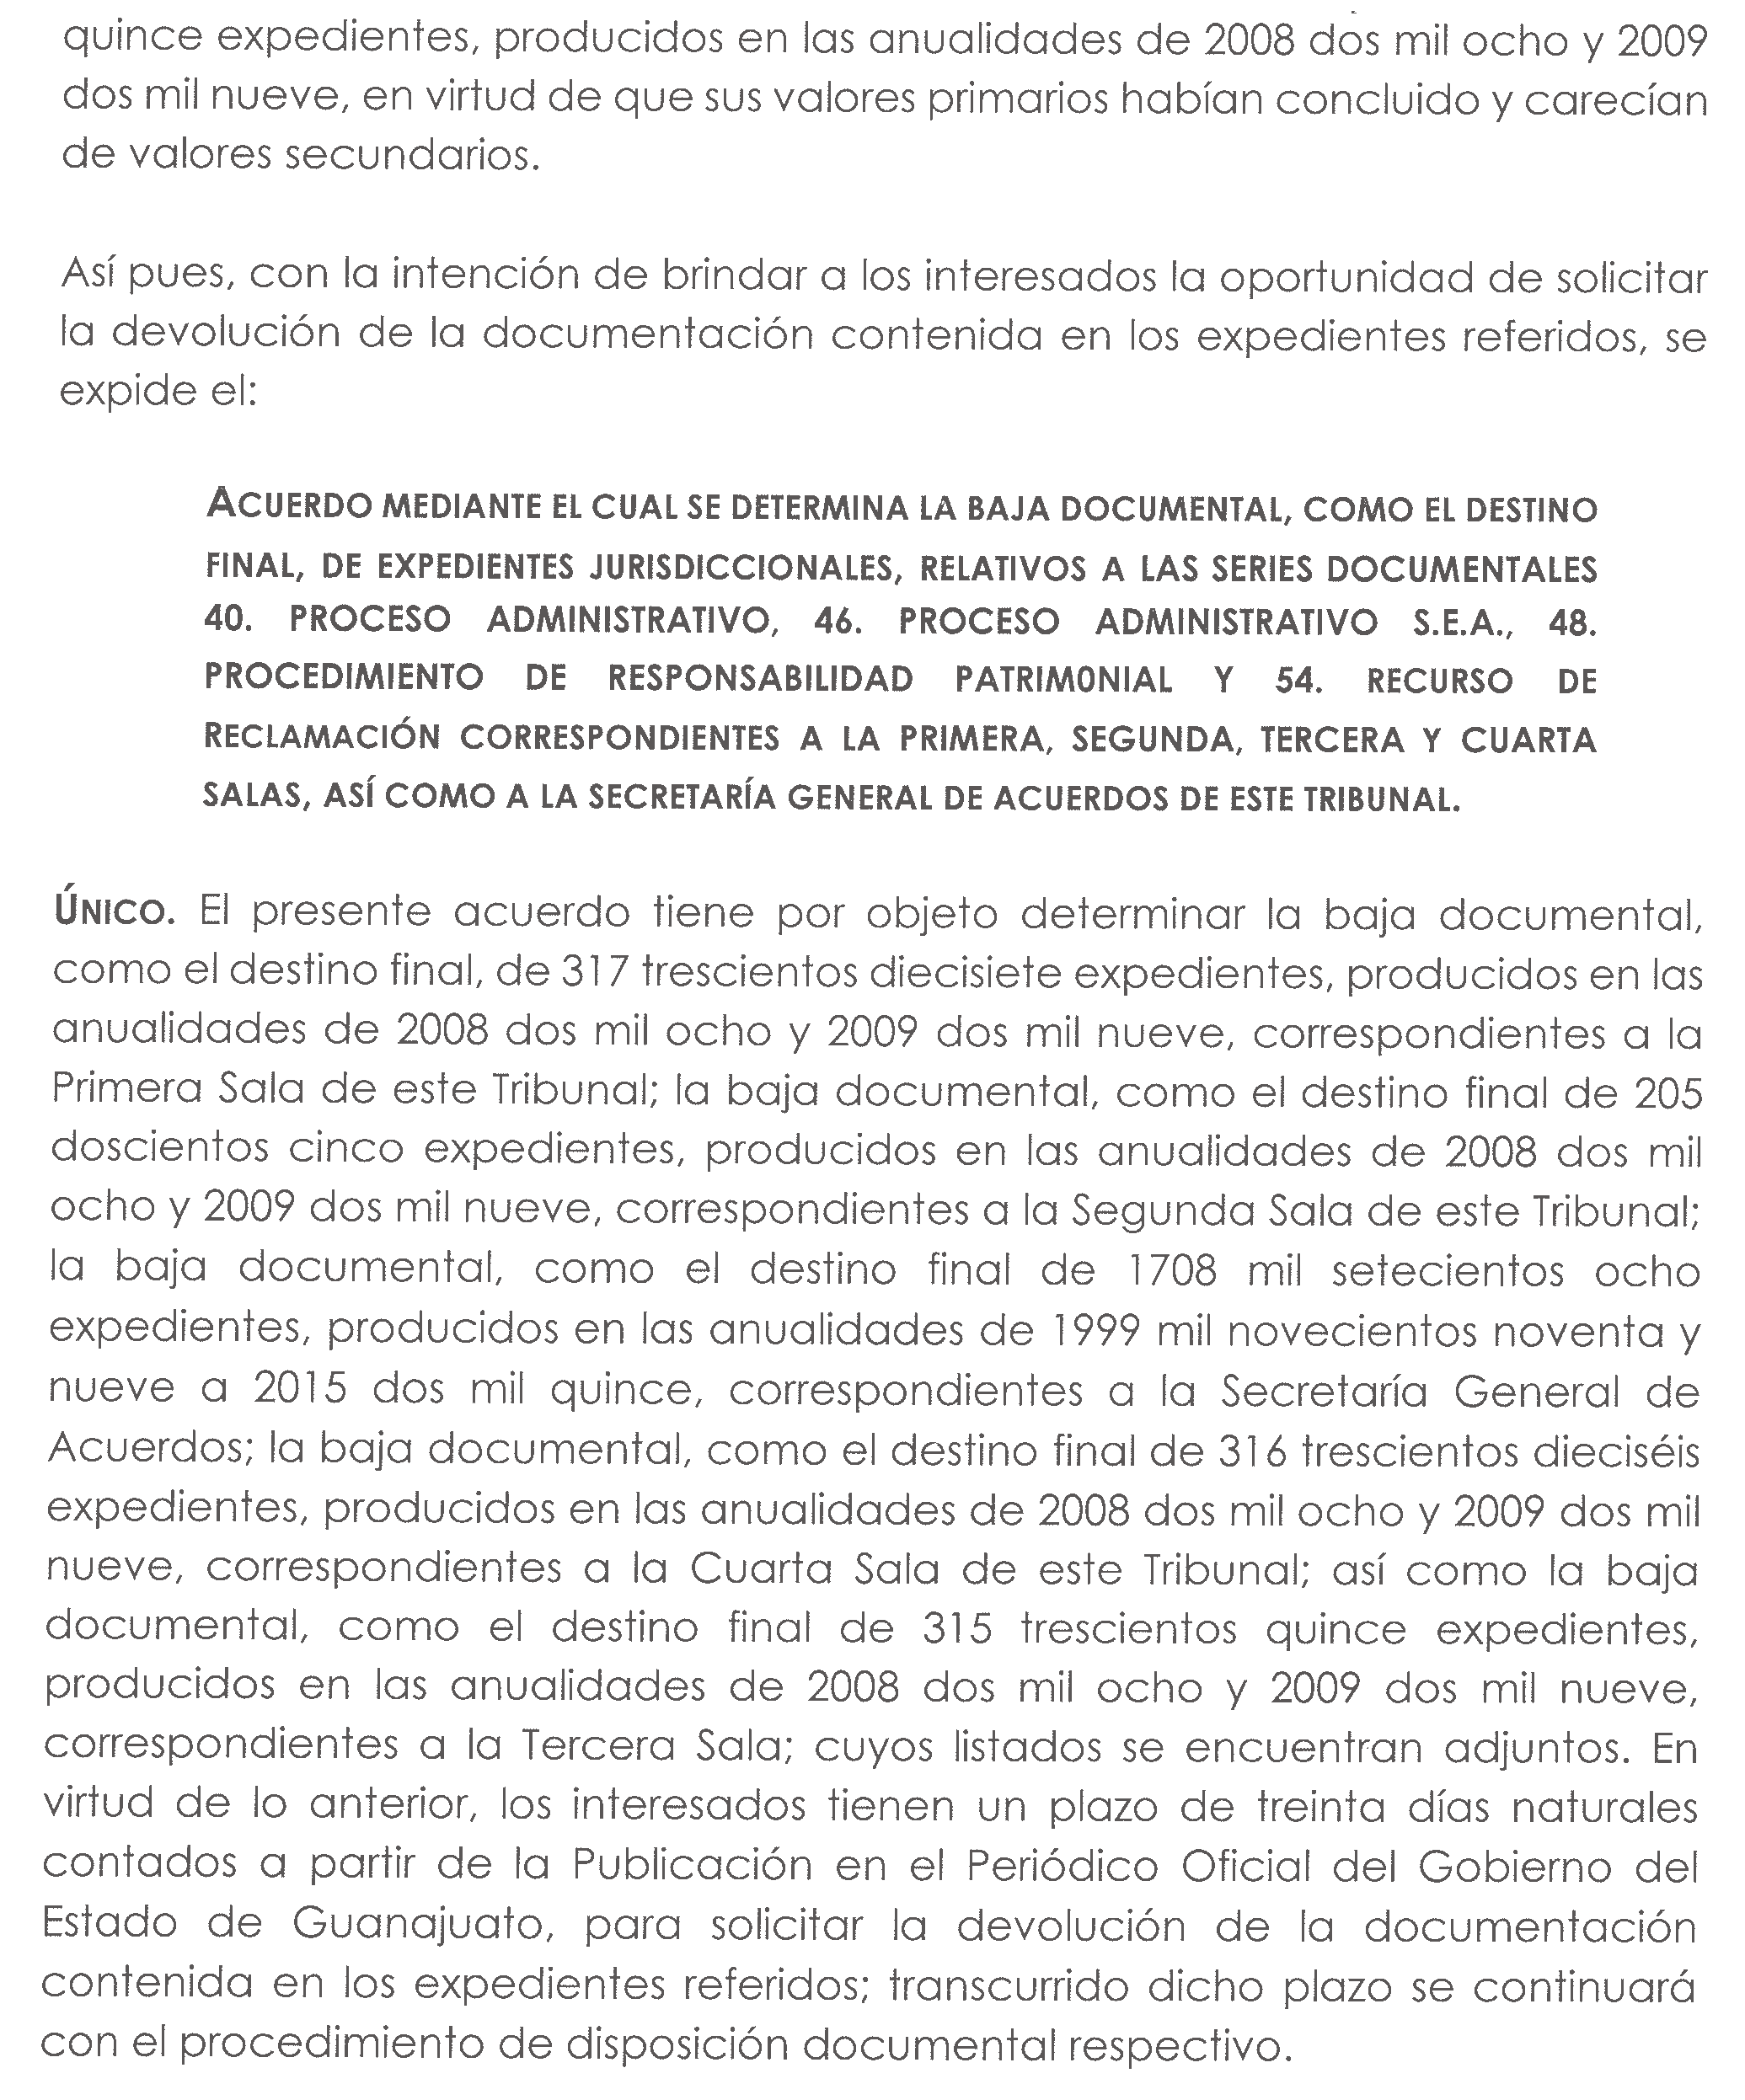 quince expedientes, producidos en las anualidades de 2008 dos mil ocho y 2009
dos mil nueve, en virtud de que sus valores primarios habían concluido y carecían
de valores secundarios.
Así pues, con la intención de brindar a los interesados la oportunidad de solicitar
la devolución de la documentación contenida en los expedientes referidos, se
expide el:
ACUERDO MEDIANTE EL CUAL SE DETERMINA LA BAJA DOCUMENTAL, COMO EL DESTINO
FINAL, DE EXPEDIENTES JURISDICCIONALES, RELATIVOS A LAS SERIES DOCUMENTALES
40. PROCESO ADMINISTRATIVO, 46. PROCESO ADMINISTRATIVO S.E.A., 48.
PROCEDIMIENTO DE RESPONSABILIDAD PATRIMONIAL Y 54. RECURSO DE
RECLAMACIÓN CORRESPONDIENTES A LA PRIMERA, SEGUNDA, TERCERA Y CUARTA
SALAS, ASÍ COMO A LA SECRETARÍA GENERAL DE ACUERDOS DE ESTE TRIBUNAL.
ÚNICO. El presente acuerdo tiene por objeto determinar la baja documental,
como el destino final, de 317 trescientos diecisiete expedientes, producidos en las
anualidades de 2008 dos mil ocho y 2009 dos mil nueve, correspondientes a la
Primera Sala de este Tribunal; la baja documental, como el destino final de 205
doscientos cinco expedientes, producidos en las anualidades de 2008 dos mil
ocho y 2009 dos mil nueve, correspondientes a la Segunda Sala de este Tribunal;
la baja documental, como el destino final de 1708 mil setecientos ocho
expedientes, producidos en las anualidades de 1999 mil novecientos noventa y
nueve a 2015 dos mil quince, correspondientes a la Secretaría General de
Acuerdos; la baja documental, como el destino final de 316 trescientos dieciséis
expedientes, producidos en las anualidades de 2008 dos mil ocho y 2009 dos mil
nueve, correspondientes a la Cuarta Sala de este Tribunal; así como la baja
documental, como el destino final de 315 trescientos quince expedientes,
producidos en las anualidades de 2008 dos mil ocho y 2009 dos mil nueve,
correspondientes a la Tercera Sala; cuyos listados se encuentran adjuntos. En
virtud de lo anterior, los interesados tienen un plazo de treinta días naturales
contados a partir de la Publicación en el Periódico Oficial del Gobierno del
Estado de Guanajuato, para solicitar la devolución de la documentación
contenida en los expedientes referidos; transcurrido dicho plazo se continuará
con el procedimiento de disposición documental respectivo.